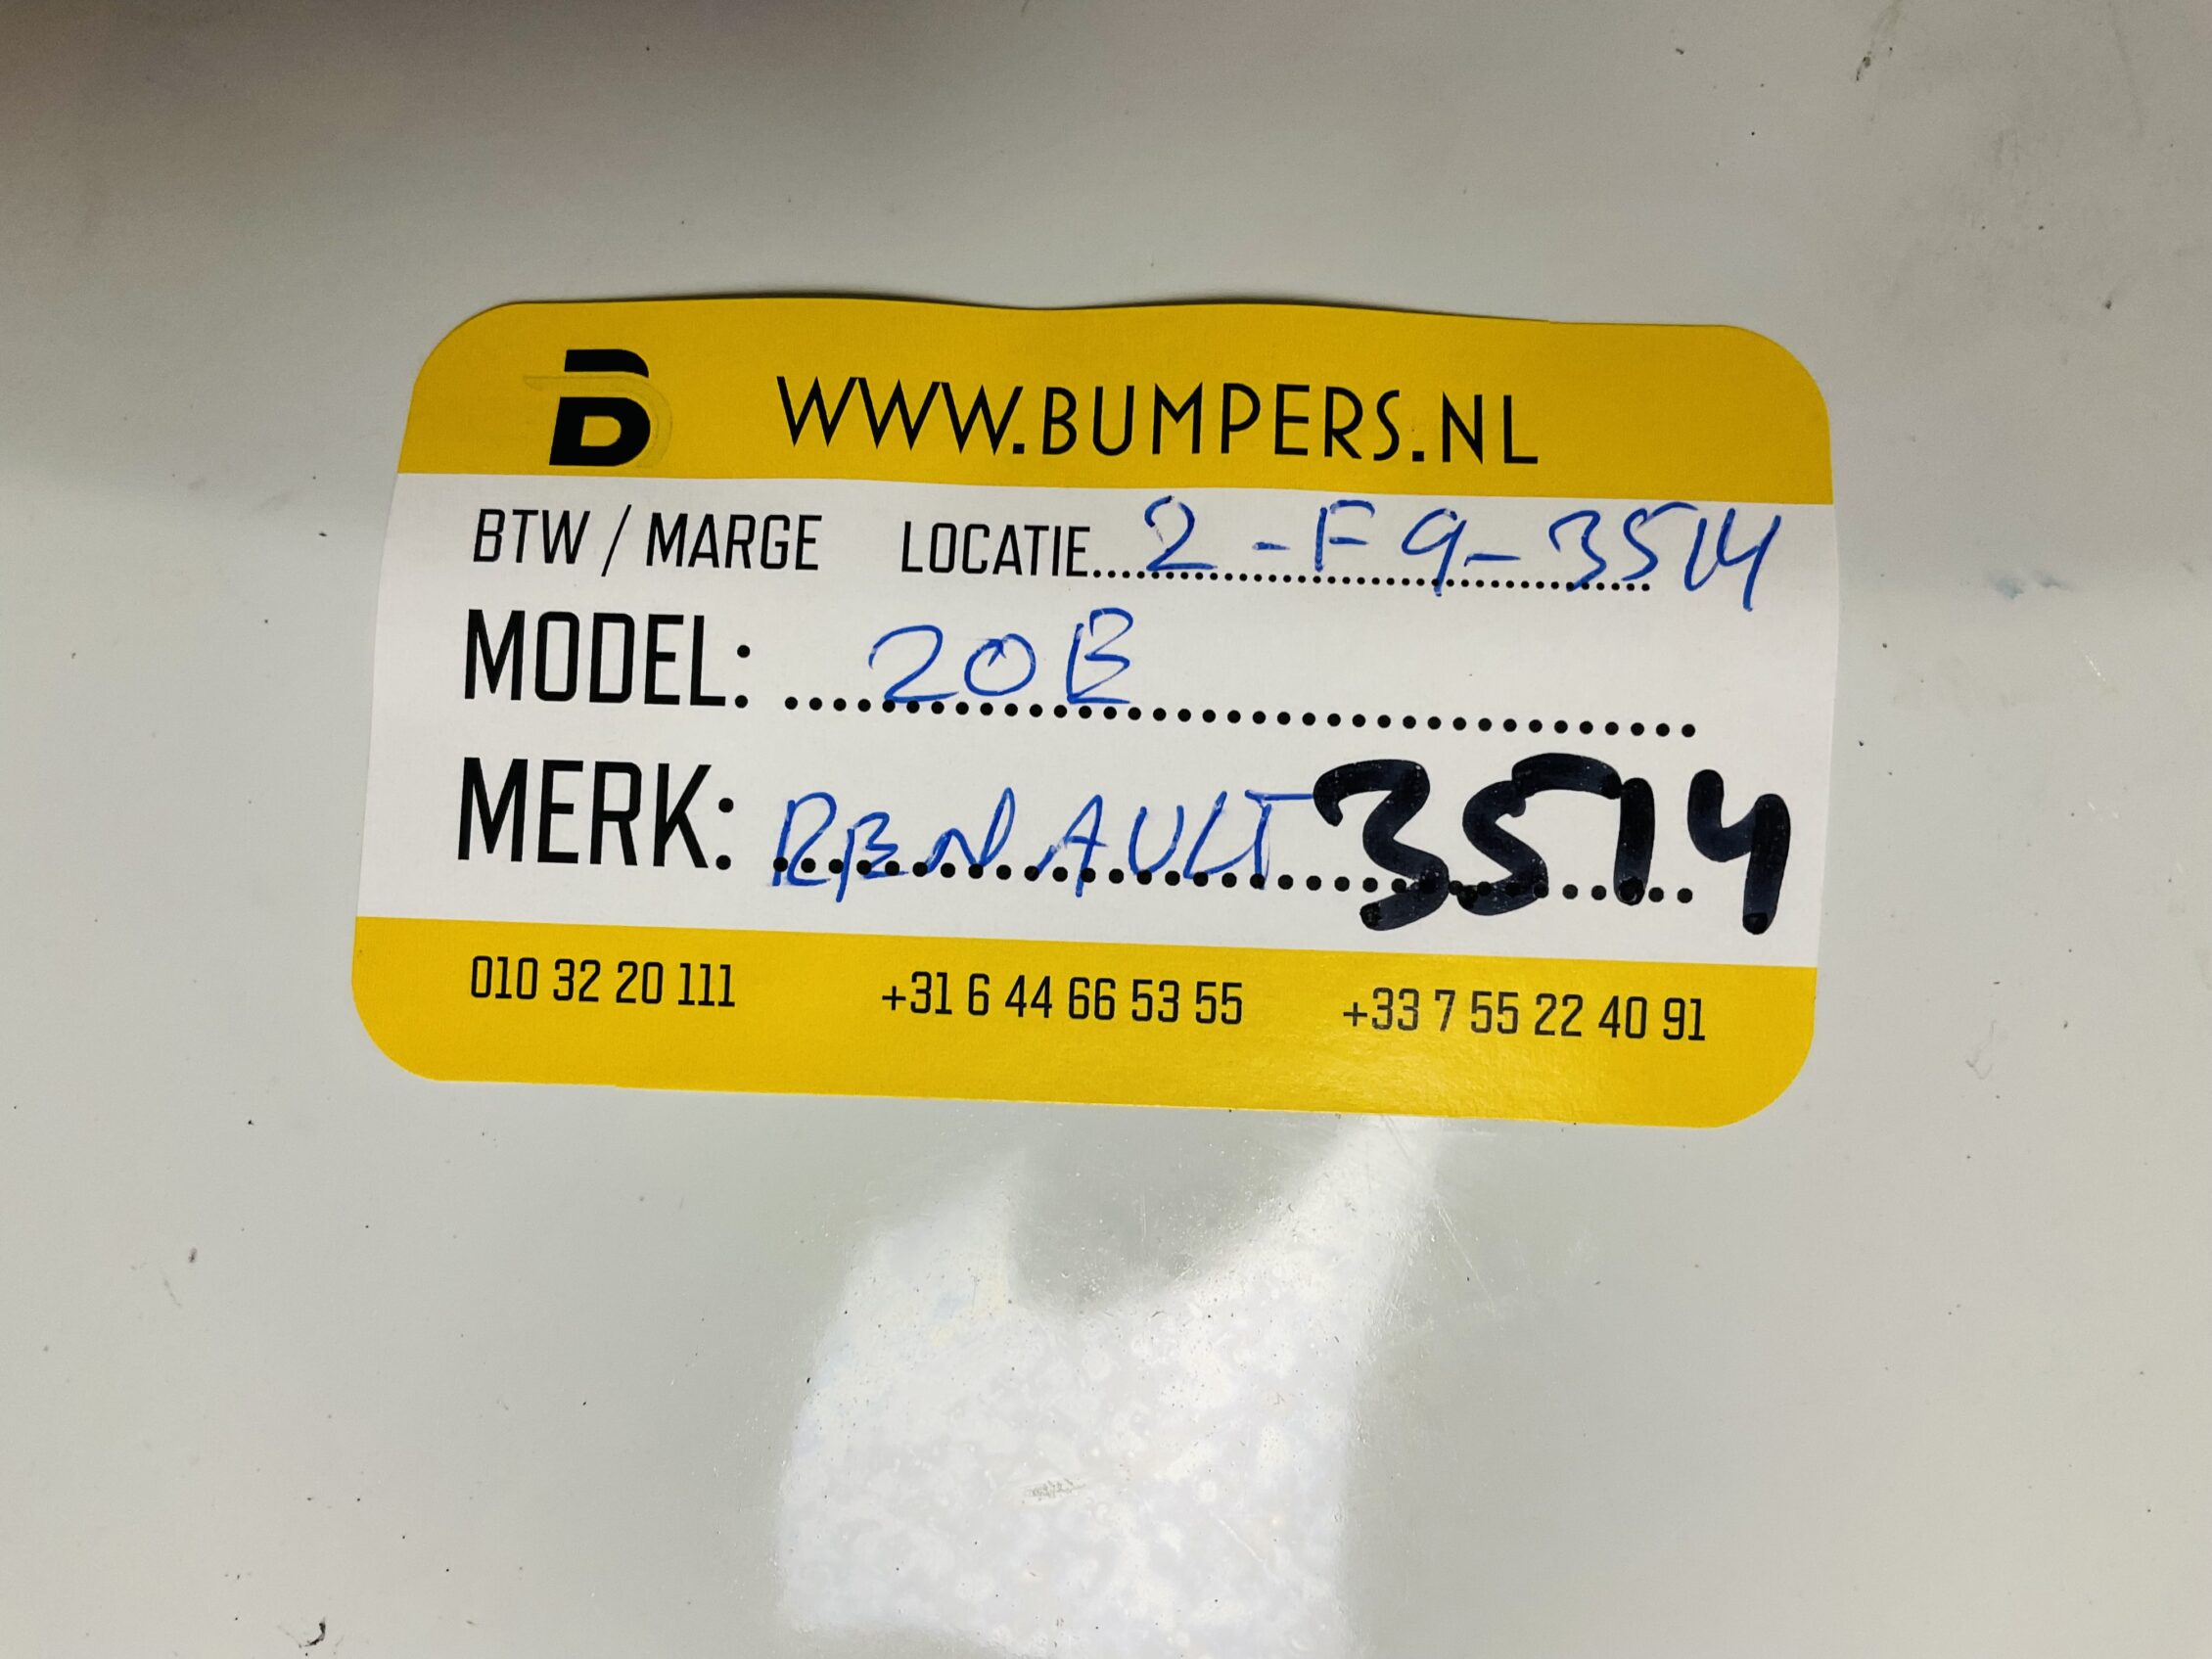 B WWW.BUMPERS.NL
BTW / MARGE LOCATIE....2-F9-3514
MODEL: ....20E
MERK: RENAULT 3514
010 32 20 111 +31 6 44 66 53 55 +33 7 55 22 40 91